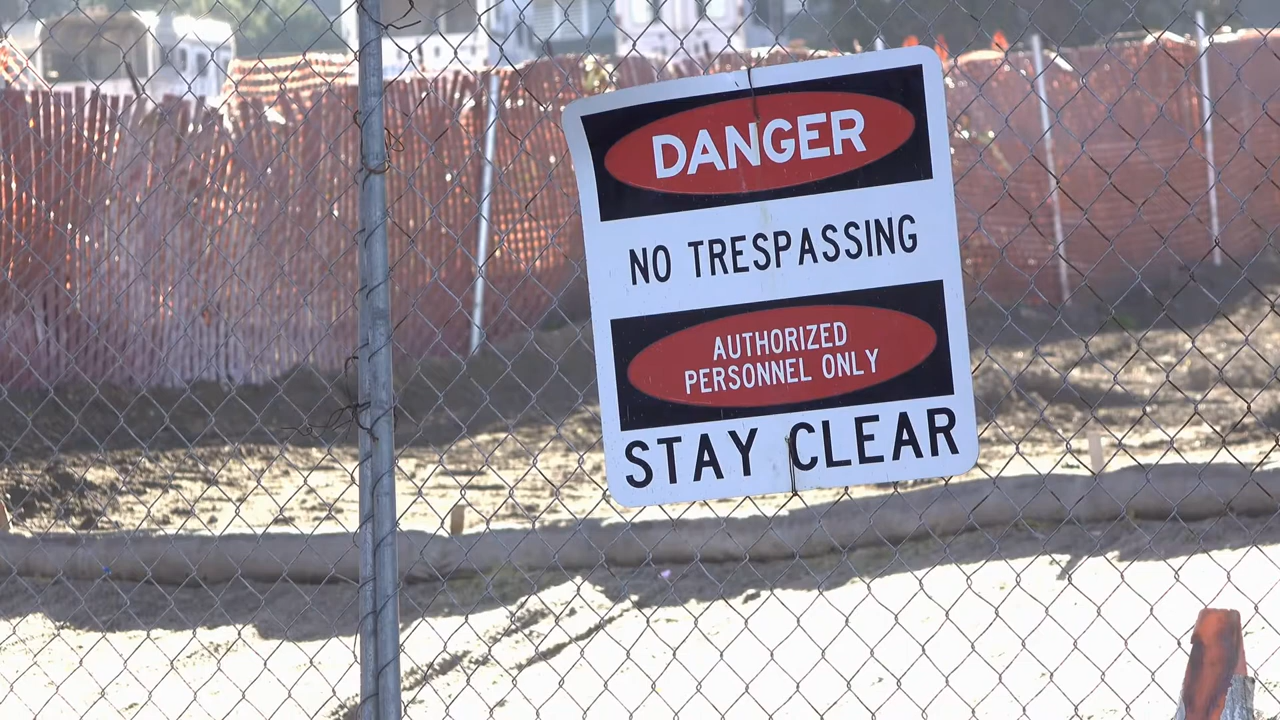 DANGER
NO TRESPASSING
AUTHORIZED
PERSONNEL ONLY
STAY CLEAR